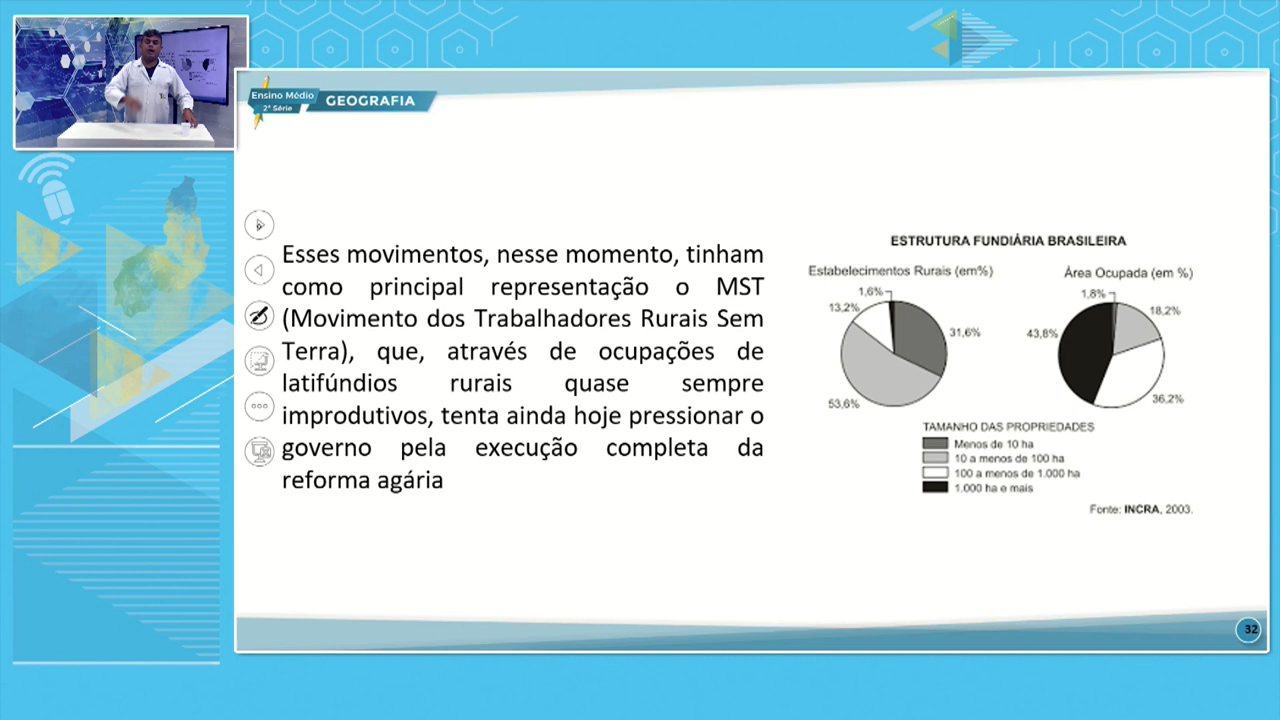 Ensino Médio
2ª Série
GEOGRAFIA
Esses movimentos, nesse momento, tinham
como principal representação o MST
(Movimento dos Trabalhadores Rurais Sem
Terra), que, através de ocupações de
latifúndios rurais quase sempre
improdutivos, tenta ainda hoje pressionar o
governo pela execução completa da
reforma agária
ESTRUTURA FUNDIÁRIA BRASILEIRA
Estabelecimentos Rurais (em%)
1,6%
13,2%
31,6%
53,6%
Área Ocupada (em %)
1,8%
18,2%
43,8%
36,2%
TAMANHO DAS PROPRIEDADES
Menos de 10 ha
10 a menos de 100 ha
100 a menos de 1.000 ha
1.000 ha e mais
Fonte: INCRA, 2003.
32